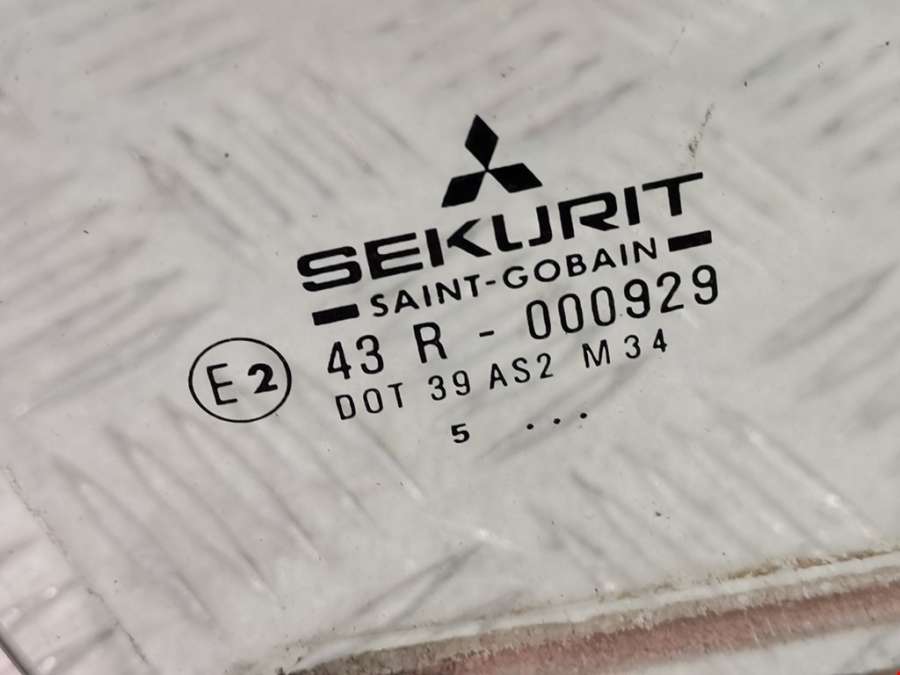 SEKURIT
SAINT-GOBAIN
E2 43 R - 000929
DOT 39 AS2 M34
5 ...